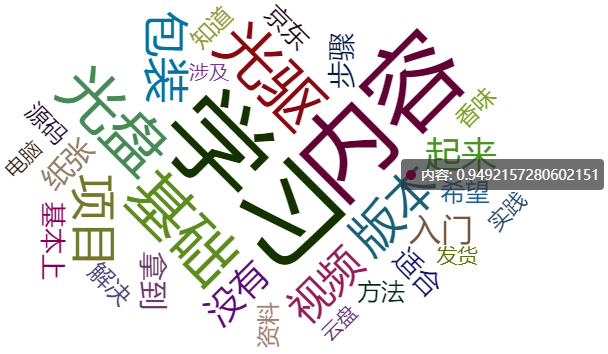 京东
知道
包装
光驱
步骤
内容
涉及
光盘
学习
香味
源码
起来
电脑
纸张
内容: 0.9492157280602151
项目
基础
版本
希望
实践
基本上
入门
解决
拿到
没有
视频
适合
发货
方法
资料
云盘